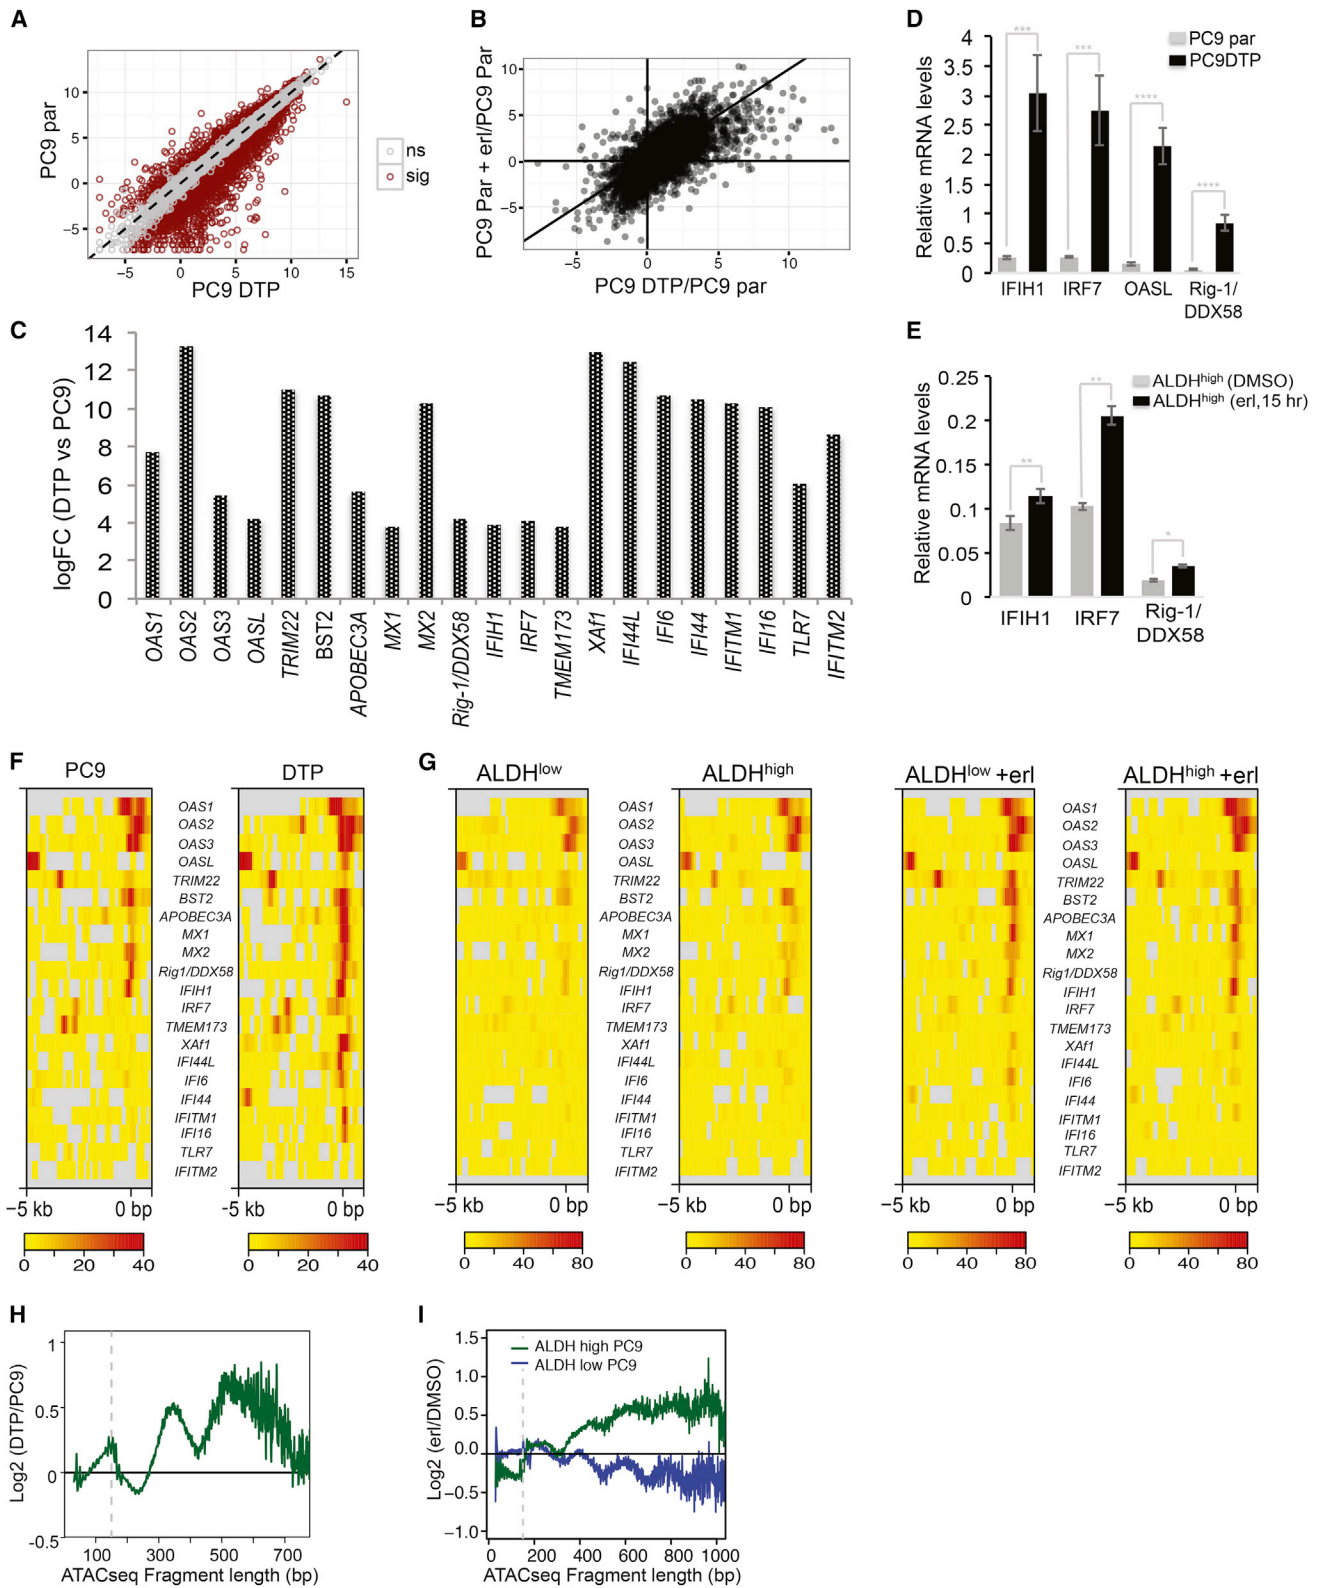 A
PC9 par
10
5
0
−5
−5
0
5
10
15
PC9 DTP
ns
sig
B
PC9 Par + erl/PC9 Par
10
5
0
−5
−5
0
5
10
PC9 DTP/PC9 par
C
logFC (DTP vs PC9)
14
12
10
8
6
4
2
0
OAS1
OAS2
OAS3
OASL
TRIM22
BST2
APOBEC3A
MX1
MX2
Rig-1/DDX58
IFIH1
IRF7
TMEM173
XAf1
IFI44L
IFI6
IFI44
IFITM1
IFI16
TLR7
IFITM2
D
Relative mRNA levels
4
3.5
3
2.5
2
1.5
1
0.5
0
PC9 par
PC9DTP
***
***
****
****
IFIH1
IRF7
OASL
Rig-1/
DDX58
E
Relative mRNA levels
0.25
0.2
0.15
0.1
0.05
0
ALDHhigh (DMSO)
ALDHhigh (erl,15 hr)
**
**
*
IFIH1
IRF7
Rig-1/
DDX58
F
PC9
DTP
OAS1
OAS2
OAS3
OASL
TRIM22
BST2
APOBEC3A
MX1
MX2
Rig1/DDX58
IFIH1
IRF7
TMEM173
XAf1
IFI44L
IFI6
IFI44
IFITM1
IFI16
TLR7
IFITM2
−5 kb
0 bp
−5 kb
0 bp
0
20
40
0
20
40
G
ALDHlow
ALDHhigh
OAS1
OAS2
OAS3
OASL
TRIM22
BST2
APOBEC3A
MX1
MX2
Rig1/DDX58
IFIH1
IRF7
TMEM173
XAf1
IFI44L
IFI6
IFI44
IFITM1
IFI16
TLR7
IFITM2
−5 kb
0 bp
−5 kb
0 bp
0
40
80
0
40
80
ALDHlow +erl
ALDHhigh +erl
OAS1
OAS2
OAS3
OASL
TRIM22
BST2
APOBEC3A
MX1
MX2
Rig1/DDX58
IFIH1
IRF7
TMEM173
XAf1
IFI44L
IFI6
IFI44
IFITM1
IFI16
TLR7
IFITM2
−5 kb
0 bp
−5 kb
0 bp
0
40
80
0
40
80
H
Log2 (DTP/PC9)
1
0.5
0
-0.5
100
300
500
700
ATACseq Fragment length (bp)
I
Log2 (erl/DMSO)
1.5
1.0
0.5
0.0
−0.5
−1.0
ALDH high PC9
ALDH low PC9
0
200
400
600
800
1000
ATACseq Fragment length (bp)